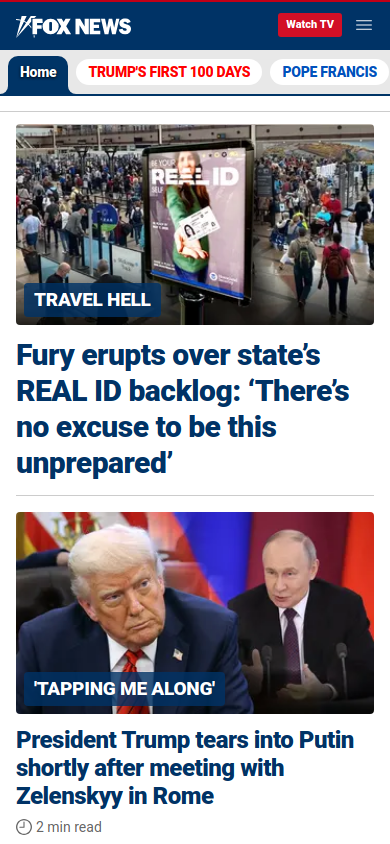 FOX NEWS
Watch TV
Home
TRUMP'S FIRST 100 DAYS
POPE FRANCIS
BE YOUR
REAL ID
SELF
TRAVEL HELL
Fury erupts over state’s
REAL ID backlog: ‘There’s
no excuse to be this
unprepared’
'TAPPING ME ALONG'
President Trump tears into Putin
shortly after meeting with
Zelenskyy in Rome
2 min read